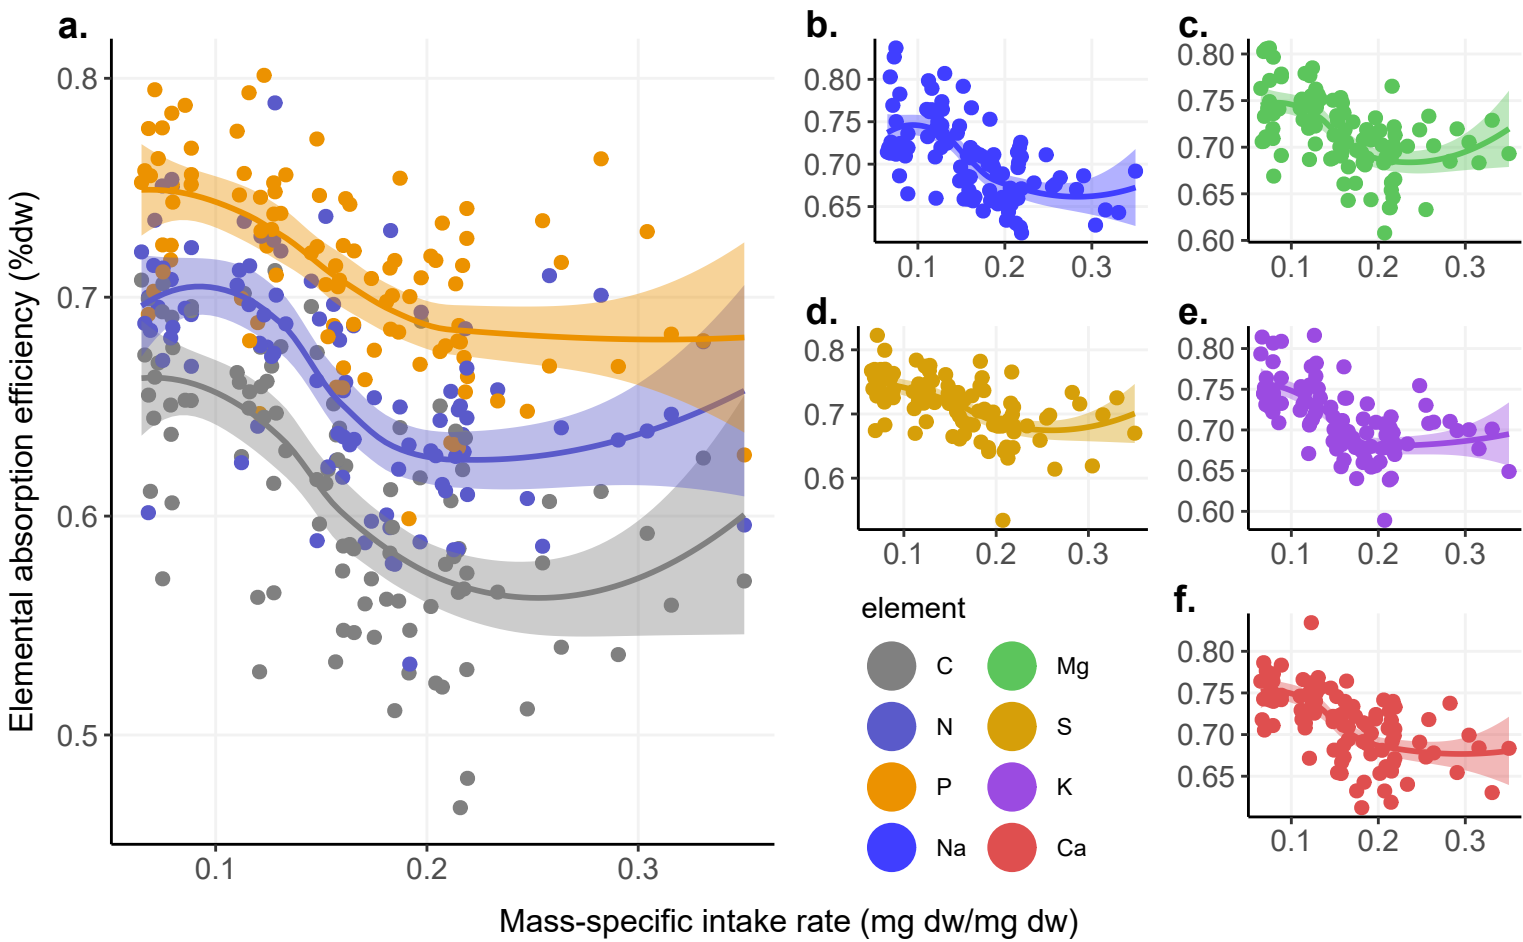 a.
b.
c.
Elemental absorption efficiency (%dw)
0.8
0.7
0.6
0.5
0.1 0.2 0.3
0.80
0.75
0.70
0.65
0.1 0.2 0.3
0.80
0.75
0.70
0.65
0.60
0.1 0.2 0.3
d.
0.8
0.7
0.6
0.1 0.2 0.3
e.
0.80
0.75
0.70
0.65
0.60
0.1 0.2 0.3
element
C Mg
N S
P K
Na Ca
f.
0.80
0.75
0.70
0.65
0.1 0.2 0.3
Mass-specific intake rate (mg dw/mg dw)